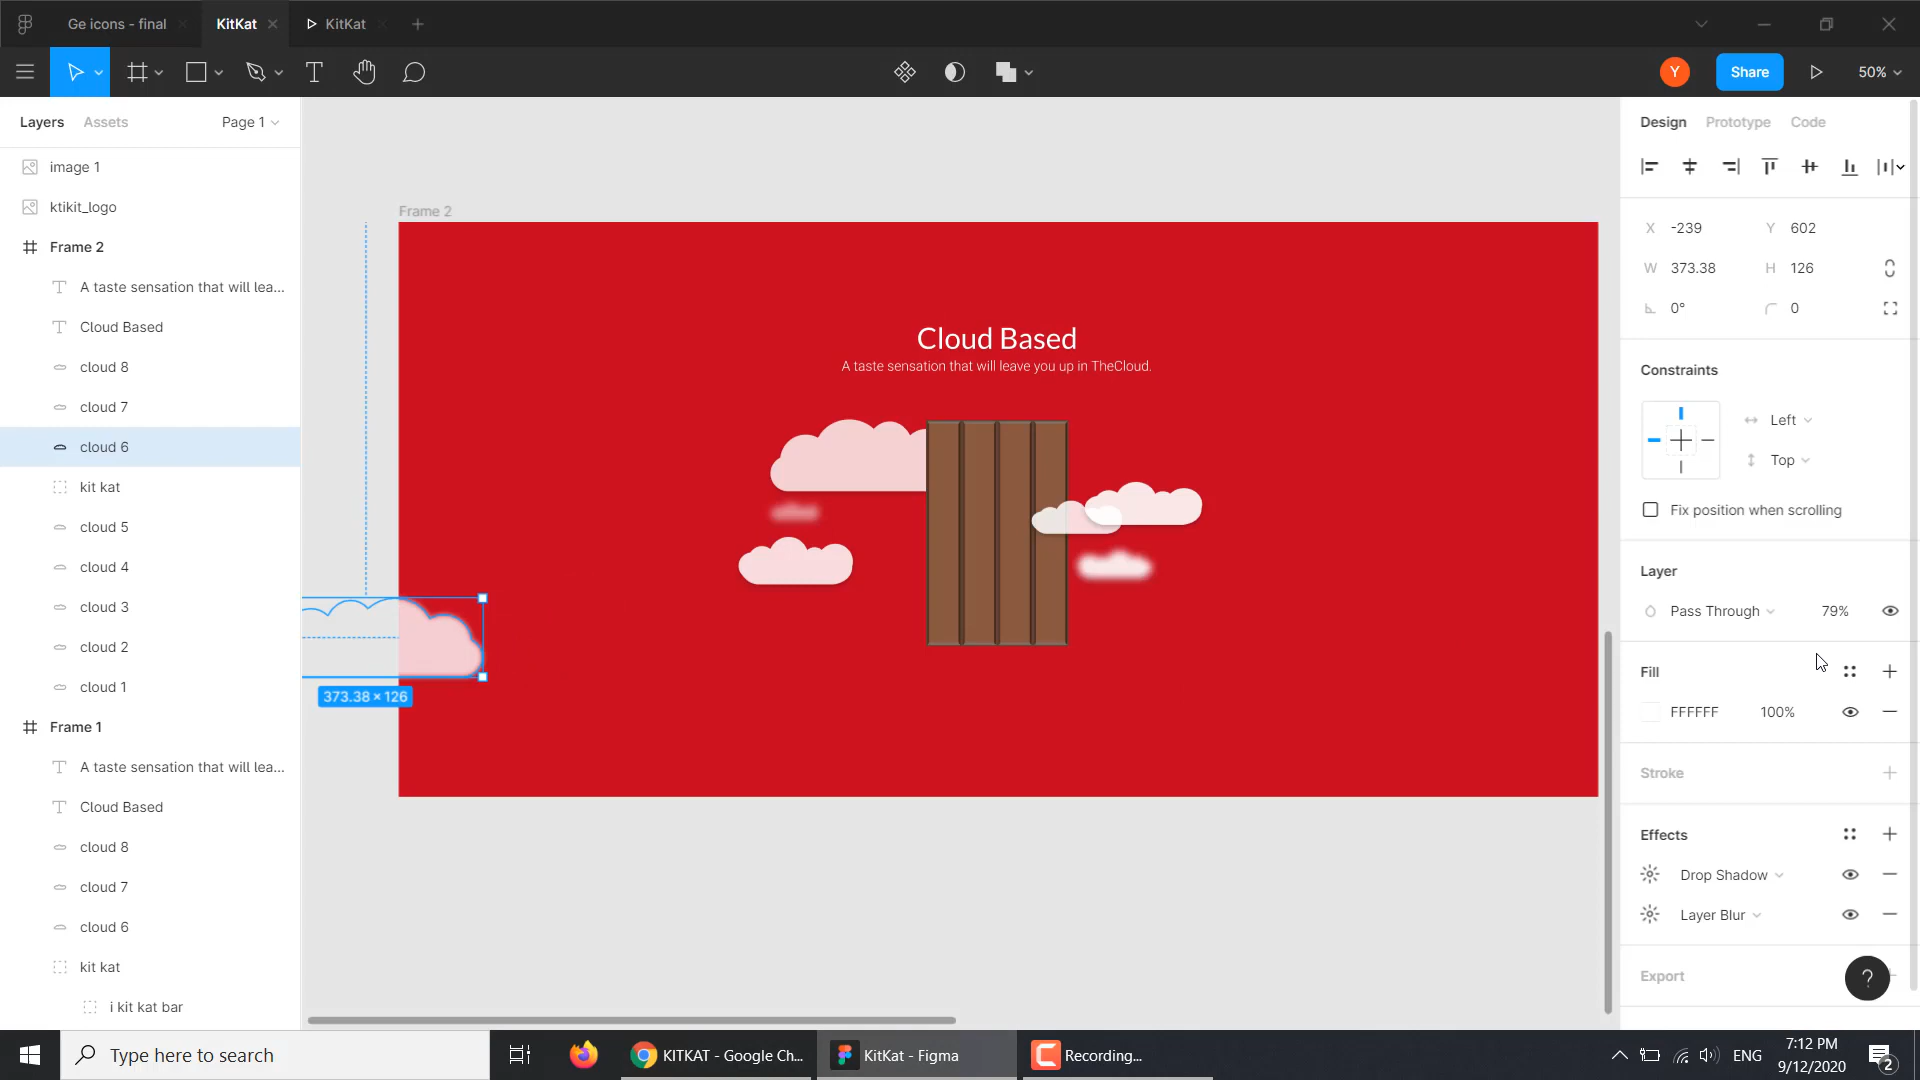 Ge icons - final
KitKat
KitKat
Y
Share
50%
Layers
Assets
Page 1
image 1
ktikit_logo
Frame 2
A taste sensation that will lea...
Cloud Based
cloud 8
cloud 7
cloud 6
kit kat
cloud 5
cloud 4
cloud 3
cloud 2
cloud 1
Frame 1
A taste sensation that will lea...
Cloud Based
cloud 8
cloud 7
cloud 6
kit kat
i kit kat bar
Frame 2
Cloud Based
A taste sensation that will leave you up in TheCloud.
373.38 × 126
Design
Prototype
Code
X -239
Y 602
W 373.38
H 126
0°
0
Constraints
Left
Top
Fix position when scrolling
Layer
Pass Through
79%
Fill
FFFFFF
100%
Stroke
Effects
Drop Shadow
Layer Blur
Export
?
Type here to search
KITKAT - Google Ch...
KitKat - Figma
Recording...
ENG
7:12 PM
9/12/2020
2